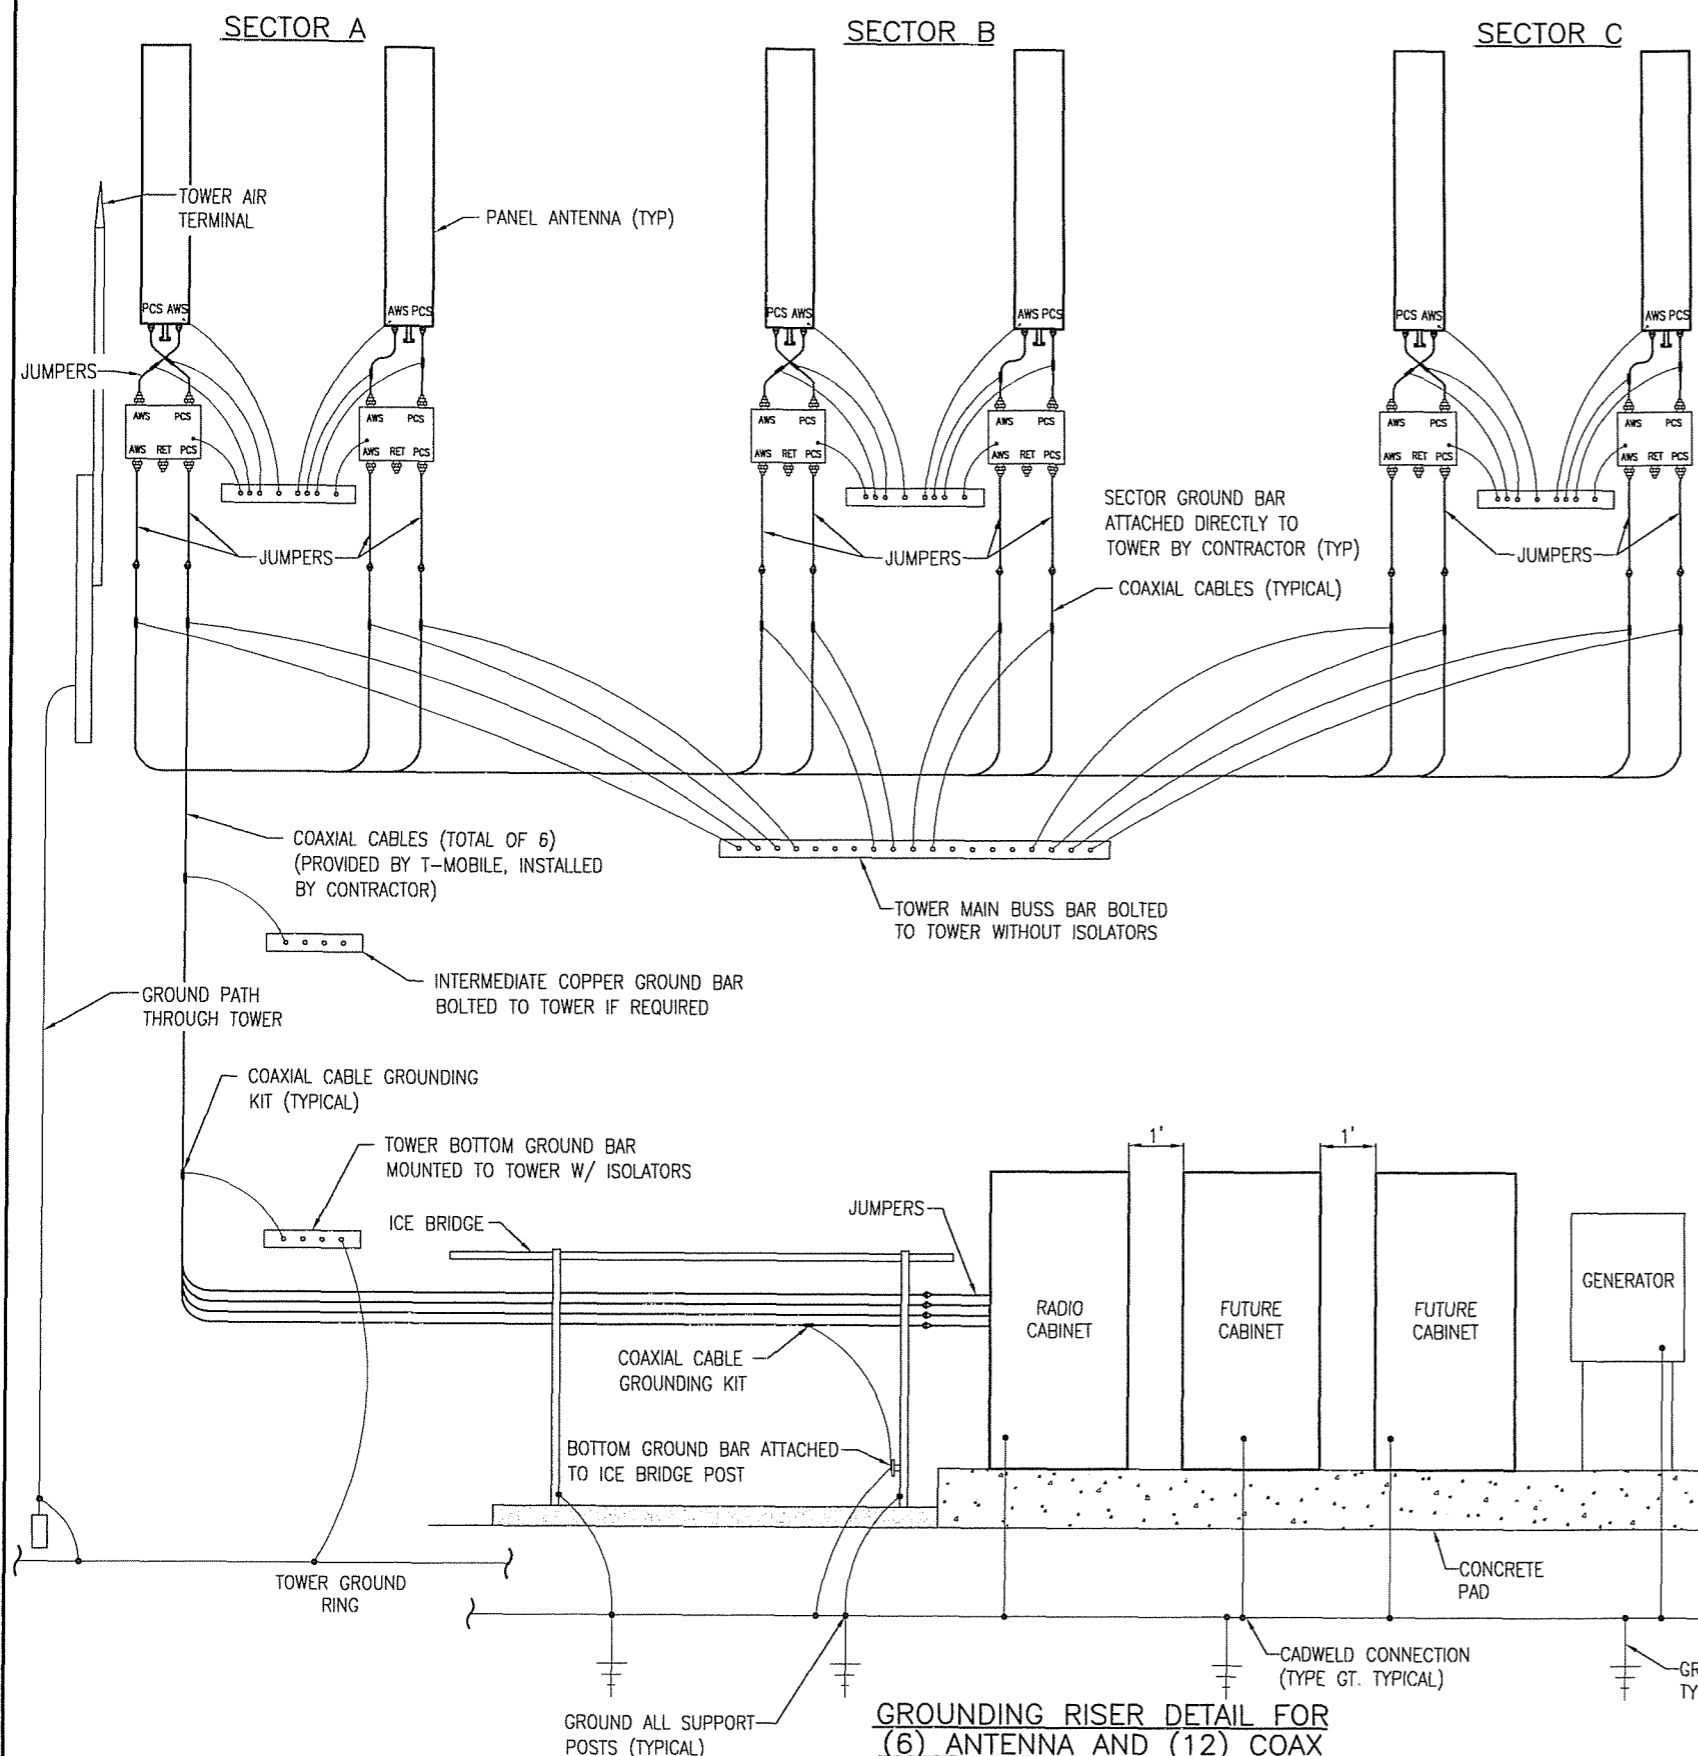 SECTOR A
SECTOR B
SECTOR C
TOWER AIR
TERMINAL
PANEL ANTENNA (TYP)
PCS AWS
AWS PCS
PCS AWS
AWS PCS
PCS AWS
AWS PCS
JUMPERS
AWS PCS
AWS RET PCS
AWS PCS
AWS RET PCS
AWS PCS
AWS RET PCS
AWS PCS
AWS RET PCS
AWS PCS
AWS RET PCS
AWS PCS
AWS RET PCS
JUMPERS
JUMPERS
JUMPERS
SECTOR GROUND BAR
ATTACHED DIRECTLY TO
TOWER BY CONTRACTOR (TYP)
COAXIAL CABLES (TYPICAL)
COAXIAL CABLES (TOTAL OF 6)
(PROVIDED BY T-MOBILE, INSTALLED
BY CONTRACTOR)
TOWER MAIN BUSS BAR BOLTED
TO TOWER WITHOUT ISOLATORS
INTERMEDIATE COPPER GROUND BAR
BOLTED TO TOWER IF REQUIRED
GROUND PATH
THROUGH TOWER
COAXIAL CABLE GROUNDING
KIT (TYPICAL)
TOWER BOTTOM GROUND BAR
MOUNTED TO TOWER W/ ISOLATORS
ICE BRIDGE
JUMPERS
1'
1'
RADIO
CABINET
FUTURE
CABINET
FUTURE
CABINET
GENERATOR
COAXIAL CABLE
GROUNDING KIT
BOTTOM GROUND BAR ATTACHED
TO ICE BRIDGE POST
TOWER GROUND
RING
CONCRETE
PAD
CADWELD CONNECTION
(TYPE GT. TYPICAL)
GR
TY
GROUND ALL SUPPORT
POSTS (TYPICAL)
GROUNDING RISER DETAIL FOR
(6) ANTENNA AND (12) COAX